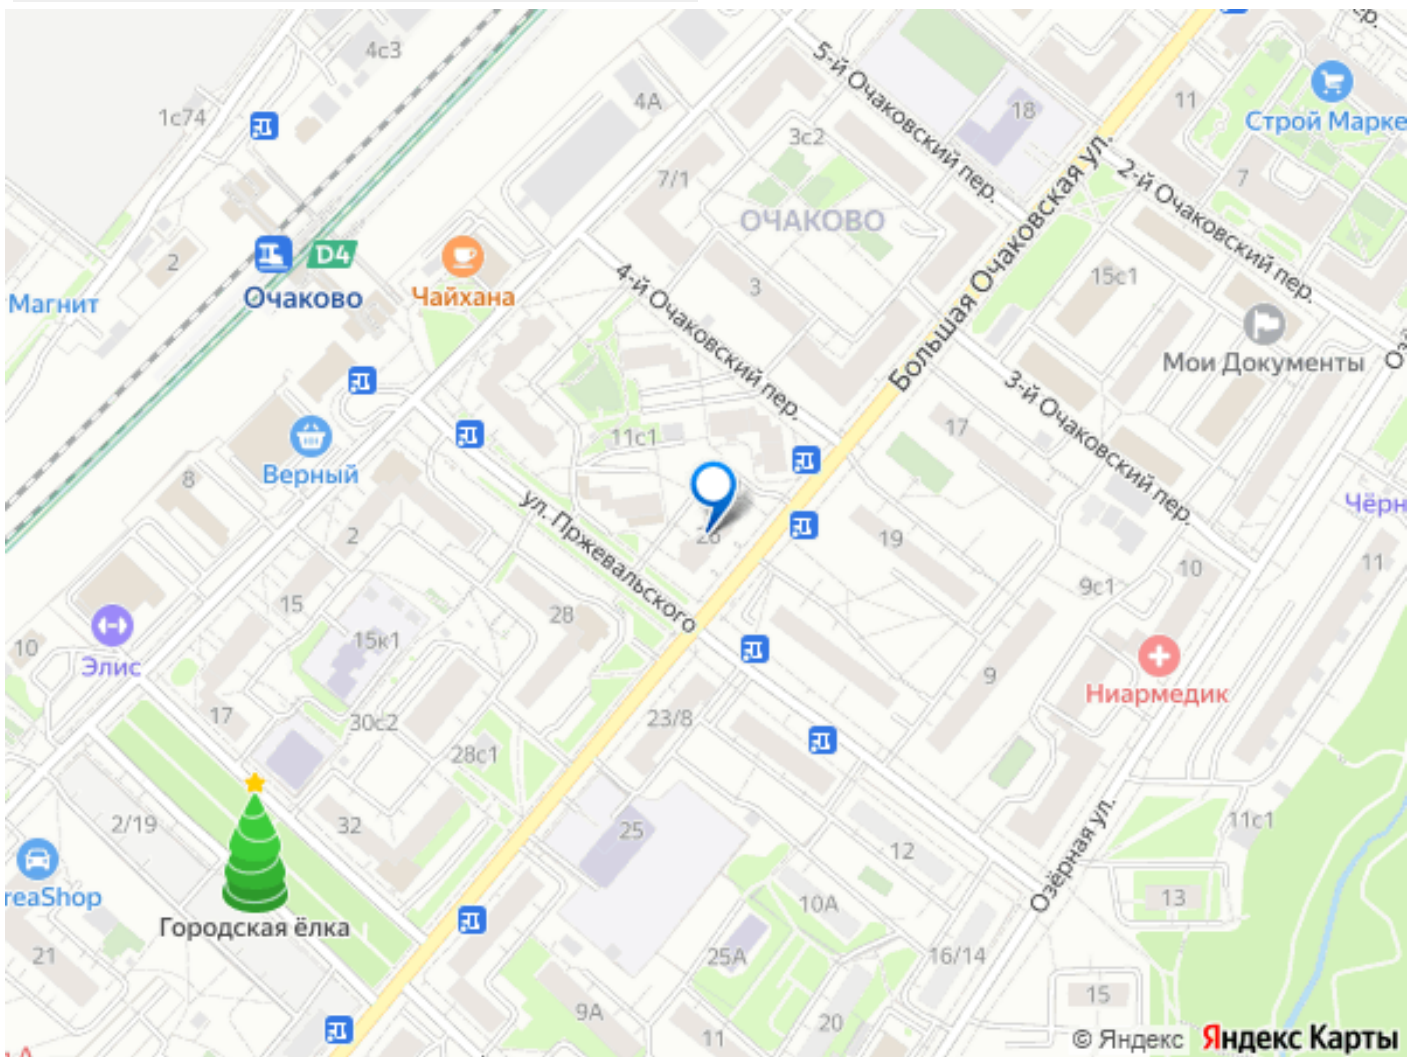 4с3
5-й Очаковский пер.
1с74
4А
18
11
Строй Марке
3с2
2-й Очаковский пер.
7/1
7
ОЧАКОВО
D4
2
Очаково
Магнит
Чайхана
4-й Очаковский пер.
3
Большая Очаковская ул.
15с1
Мои Документы
3-й Очаковский пер.
17
11с1
Верный
8
Чёрн
ул. Пржевальского
2
26
19
11
10
9с1
15
28
15к1
10
Элис
9
Ниармедик
17
30с2
23/8
28с1
2/19
32
25
12
11с1
Озёрная ул.
reaShop
10А
13
Городская ёлка
21
25А
16/14
15
9А
20
11
© Яндекс
Яндекс Карты